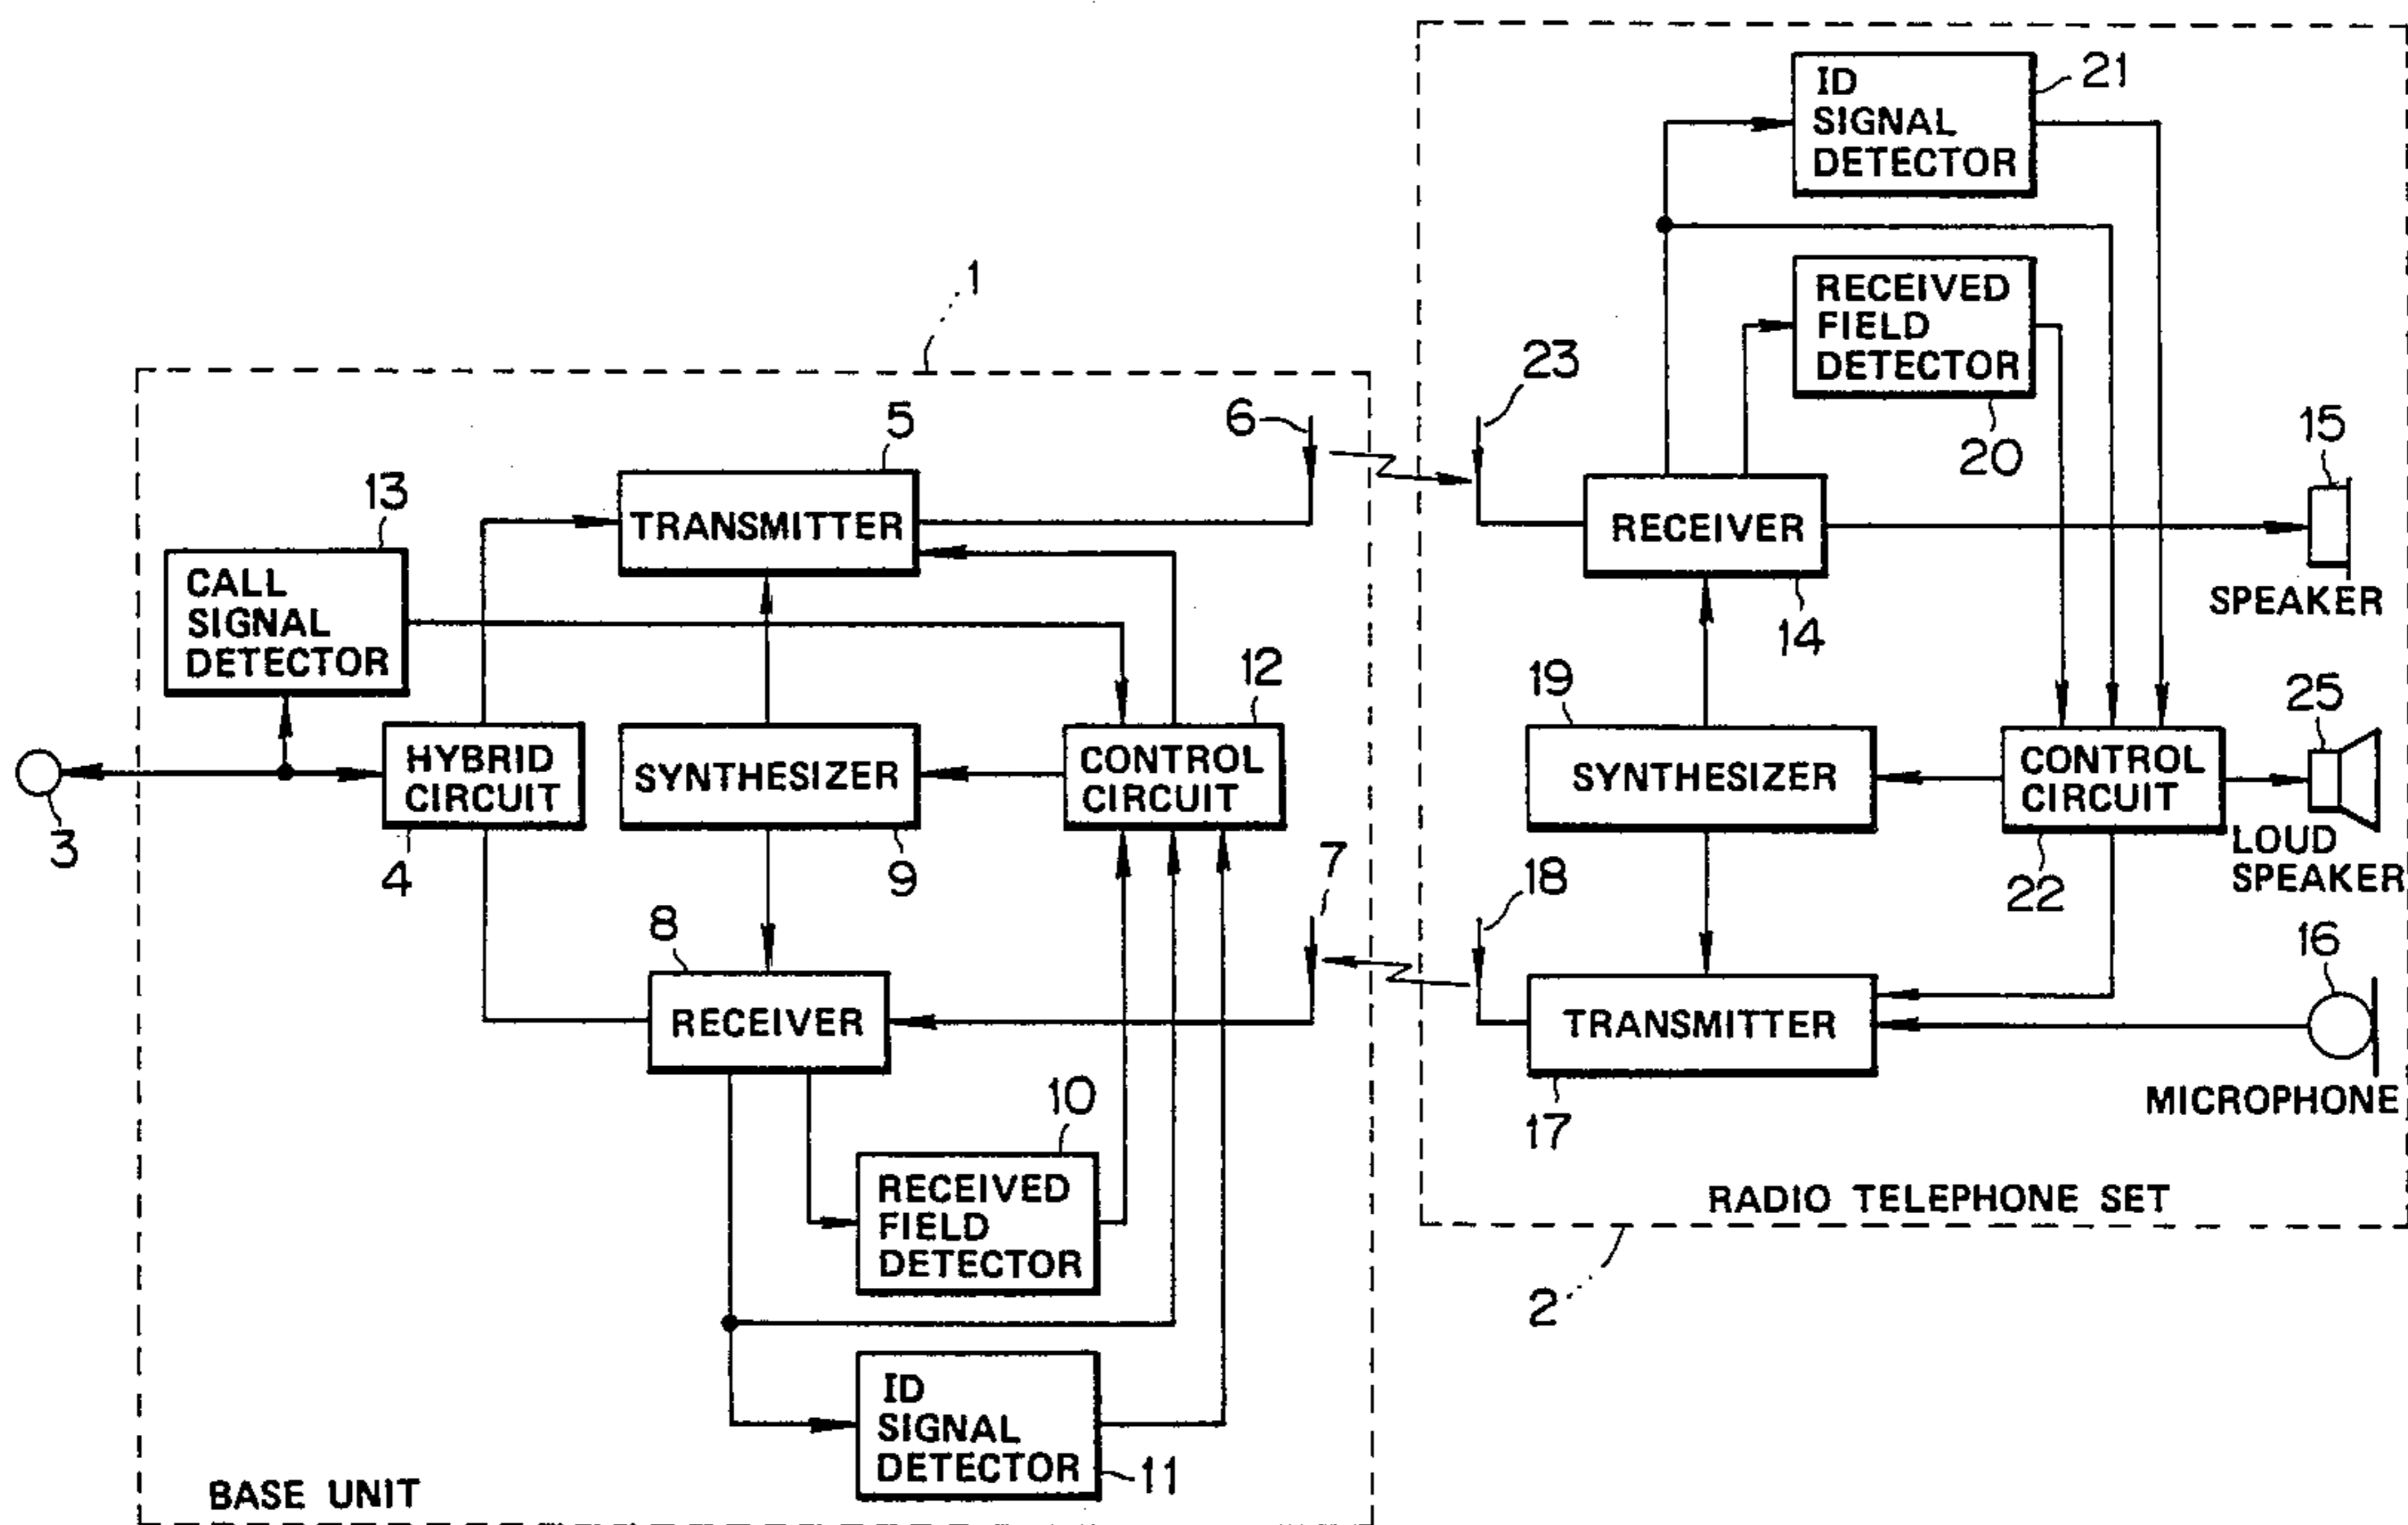 1
BASE UNIT
13
CALL
SIGNAL
DETECTOR
3
HYBRID
CIRCUIT
4
5
TRANSMITTER
6
SYNTHESIZER
9
12
CONTROL
CIRCUIT
7
8
RECEIVER
10
RECEIVED
FIELD
DETECTOR
ID
SIGNAL
DETECTOR
11
ID
SIGNAL
DETECTOR
21
RECEIVED
FIELD
DETECTOR
20
23
RECEIVER
14
15
SPEAKER
19
SYNTHESIZER
CONTROL
CIRCUIT
22
25
LOUD
SPEAKER
18
TRANSMITTER
17
16
MICROPHONE
RADIO TELEPHONE SET
2